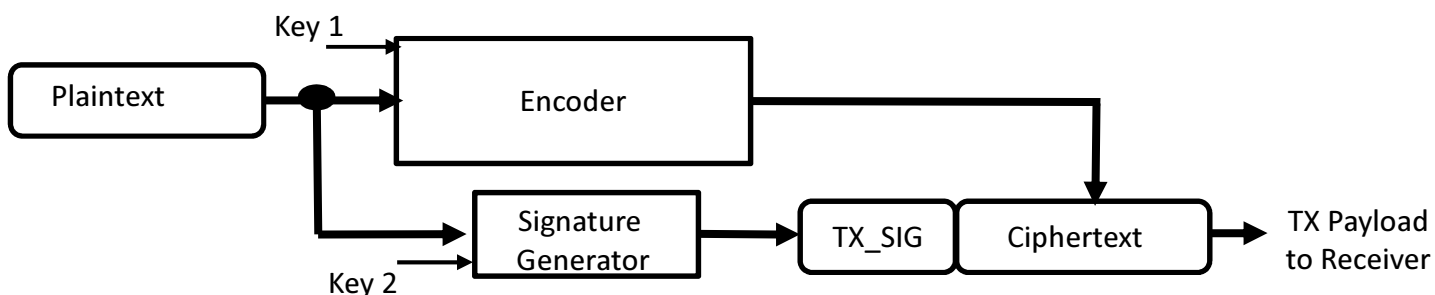 Key 1
Plaintext
Encoder
Signature
Generator
Key 2
TX_SIG
Ciphertext
TX Payload
to Receiver